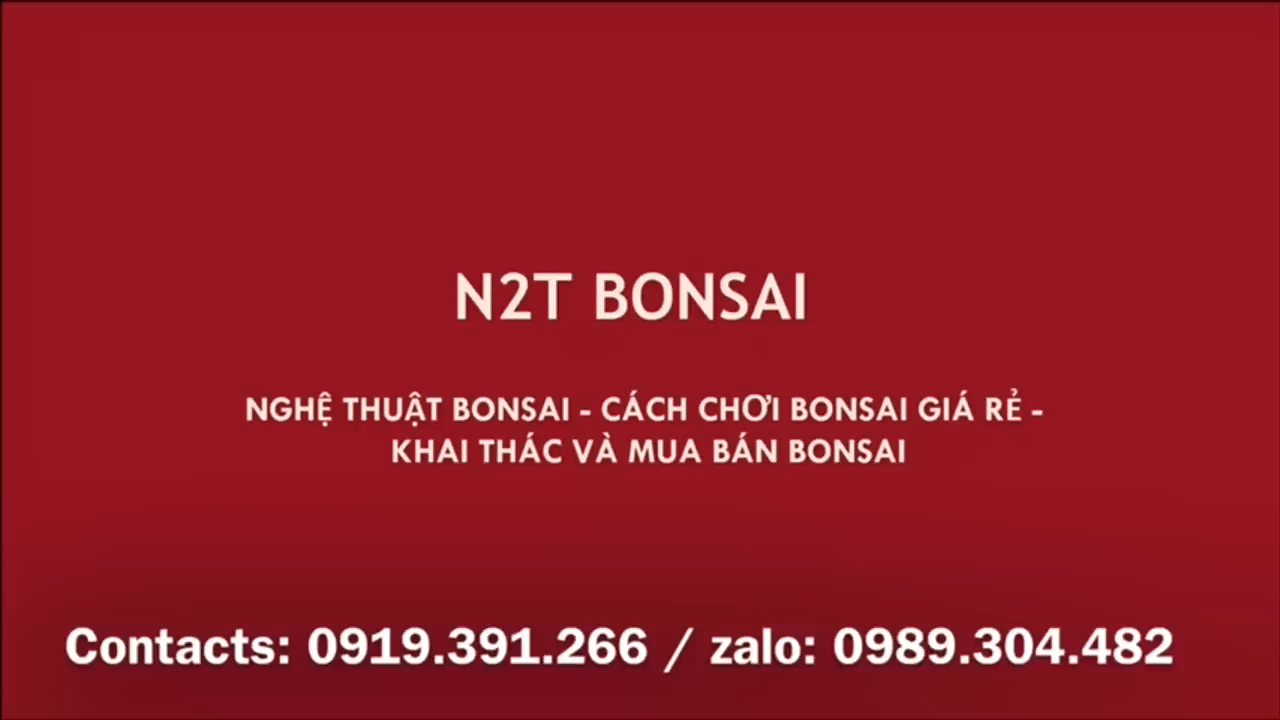 N2T BONSAI
NGHỆ THUẬT BONSAI - CÁCH CHƠI BONSAI GIÁ RẺ -
KHAI THÁC VÀ MUA BÁN BONSAI
Contacts: 0919.391.266 / zalo: 0989.304.482